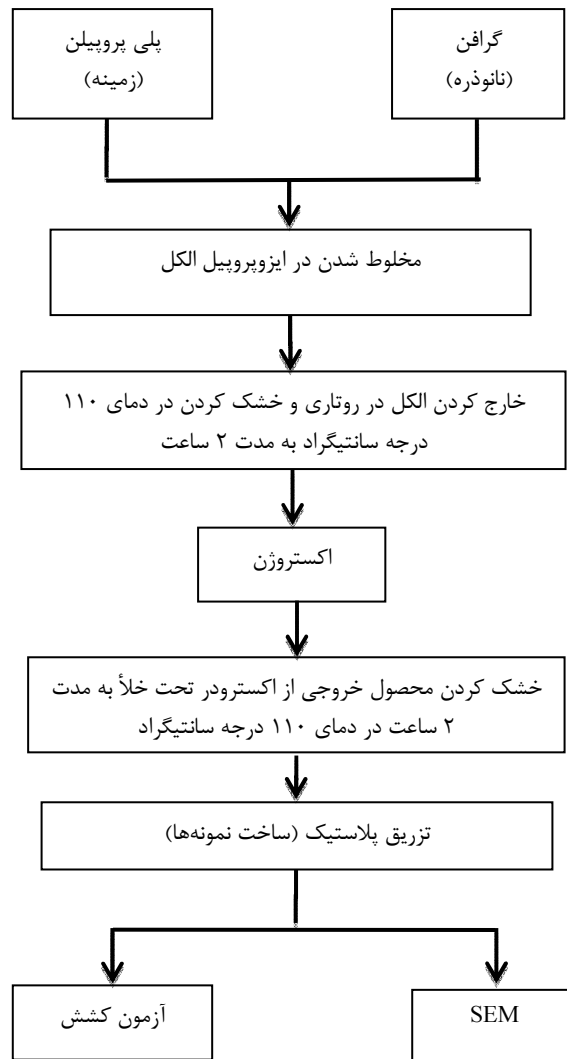 گرافن
(نانوذره)
پلی پروپیلن
(زمینه)
مخلوط شدن در ایزوپروپیل الکل
خارج کردن الکل در روتاری و خشک کردن در دمای ۱۱۰
درجه سانتیگراد به مدت ۲ ساعت
اکستروژن
خشک کردن محصول خروجی از اکسترودر تحت خلأ به مدت
۲ ساعت در دمای ۱۱۰ درجه سانتیگراد
تزریق پلاستیک (ساخت نمونه‌ها)
SEM
آزمون کشش